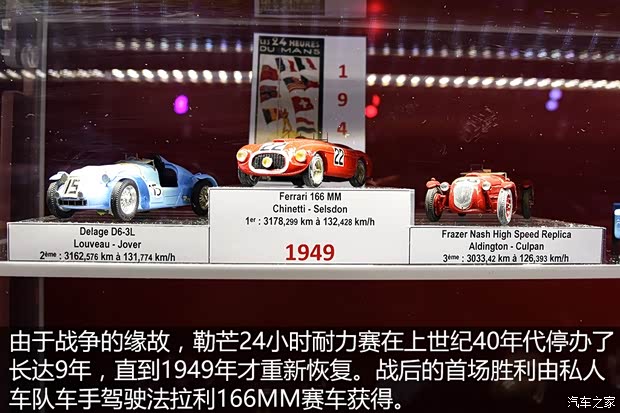 LES 24 HEURES
DU MANS
1
9
4
15
22
22
Ferrari 166 MM
Chinetti - Selsdon
1er : 3178,299 km à 132,428 km/h
1949
Delage D6-3L
Louveau - Jover
2ème : 3162,576 km à 131,774 km/h
Frazer Nash High Speed Replica
Aldington - Culpan
3ème : 3033,42 km à 126,393 km/h
由于战争的缘故，勒芒24小时耐力赛在上世纪40年代停办了
长达9年，直到1949年才重新恢复。战后的首场胜利由私人
车队车手驾驶法拉利166MM赛车获得。
汽车之家